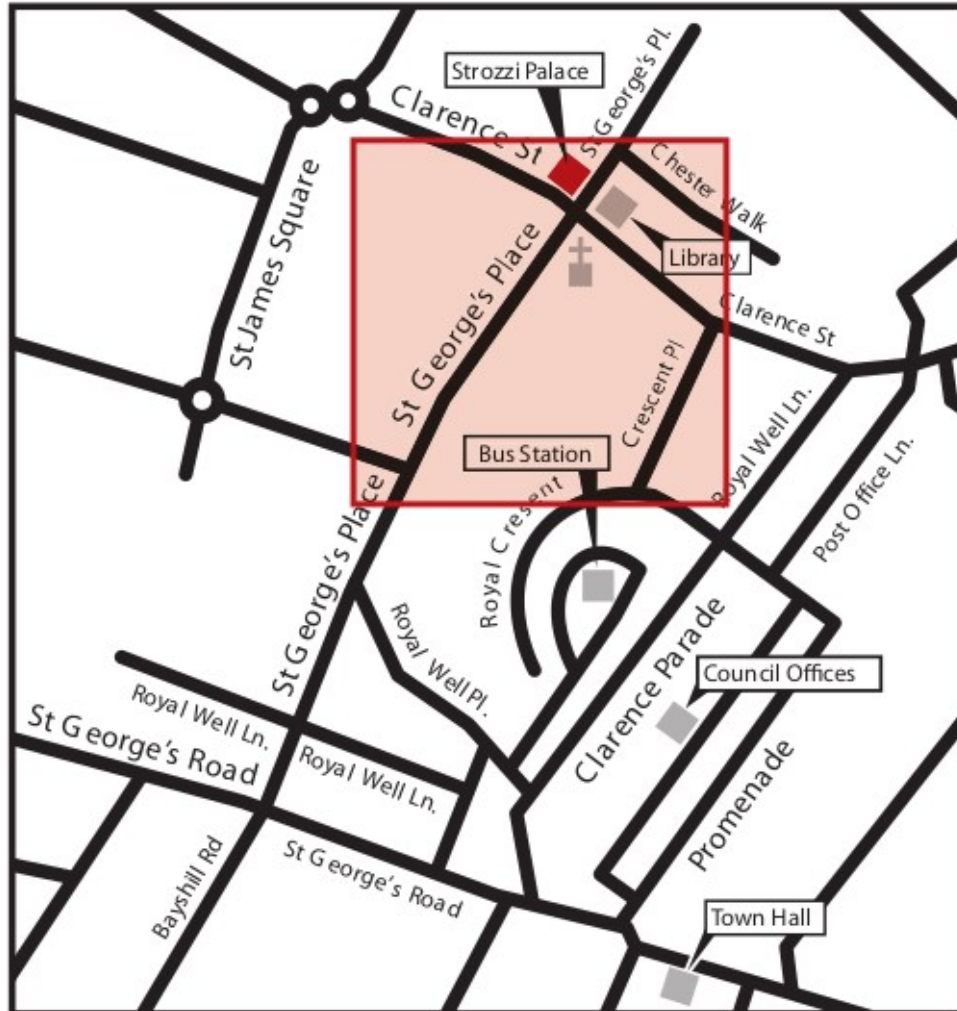 St George's Pl.
Strozzi Palace
Clarence St
Chester Walk
St James Square
Library
St George's Place
Clarence St
Crescent Pl
Bus Station
Royal Well Ln.
Royal Crescent
Post Office Ln.
St George's Place
Royal Well Pl.
Clarence Parade
Council Offices
Royal Well Ln.
St George's Road
Royal Well Ln.
Promenade
Bayshill Rd
St George's Road
Town Hall